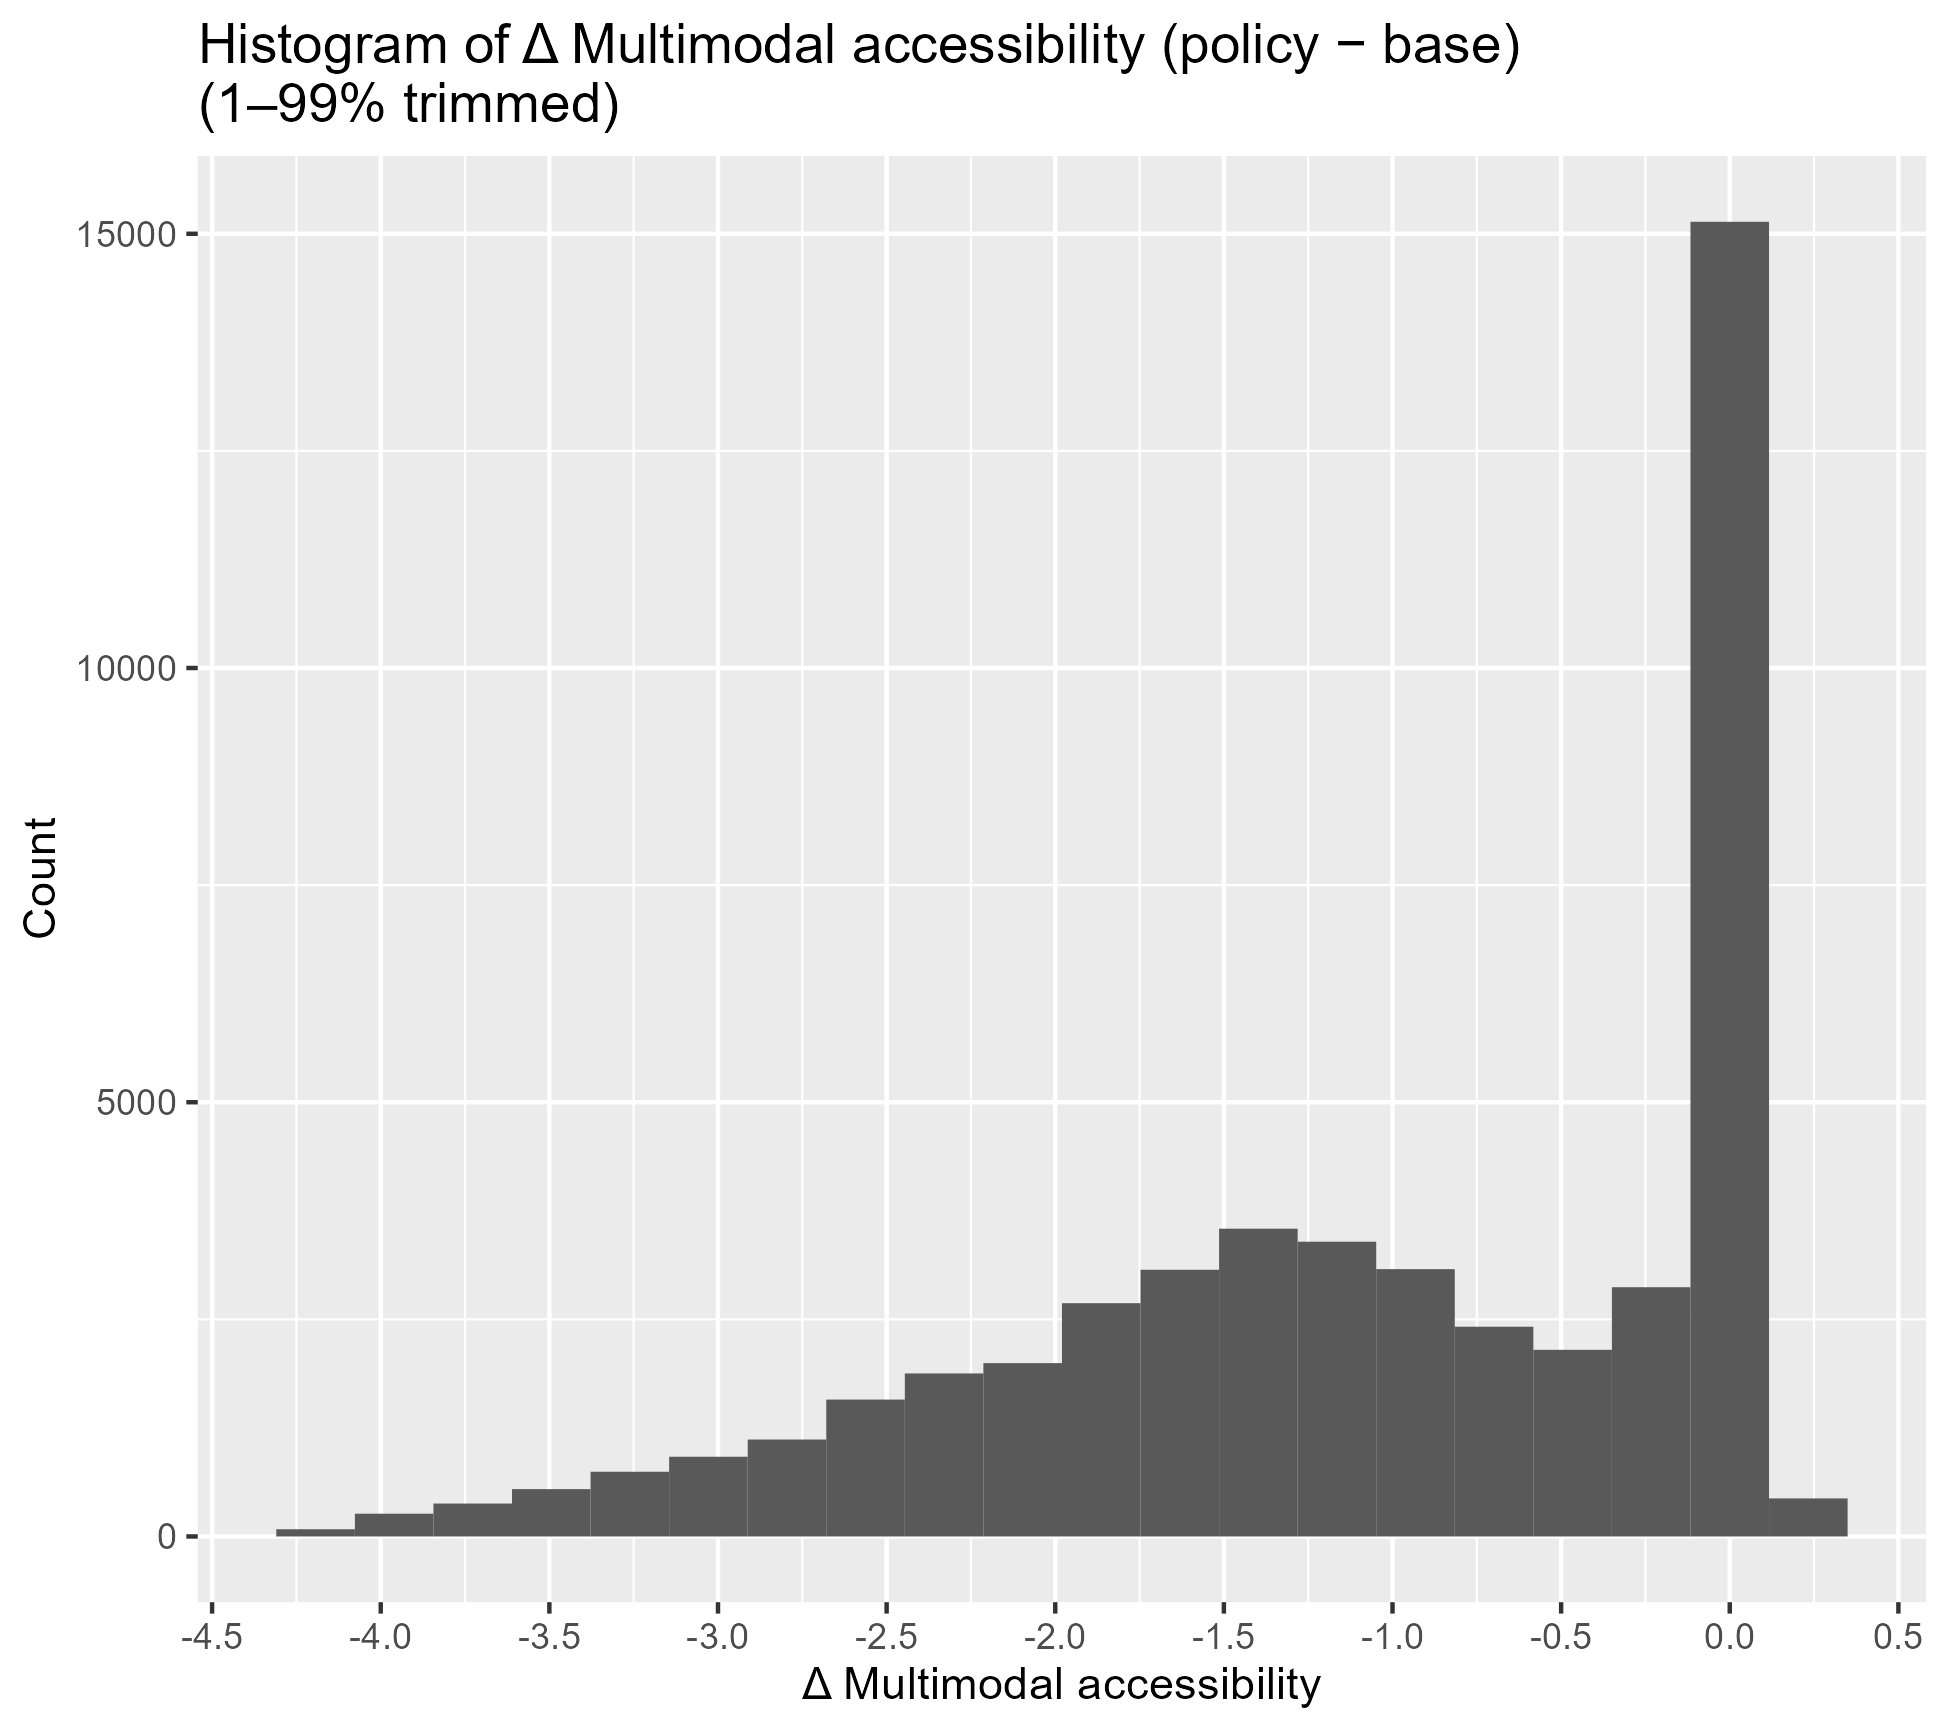 Histogram of Δ Multimodal accessibility (policy − base)
(1–99% trimmed)
15000
10000
5000
0
Count
-4.5 -4.0 -3.5 -3.0 -2.5 -2.0 -1.5 -1.0 -0.5 0.0 0.5
Δ Multimodal accessibility